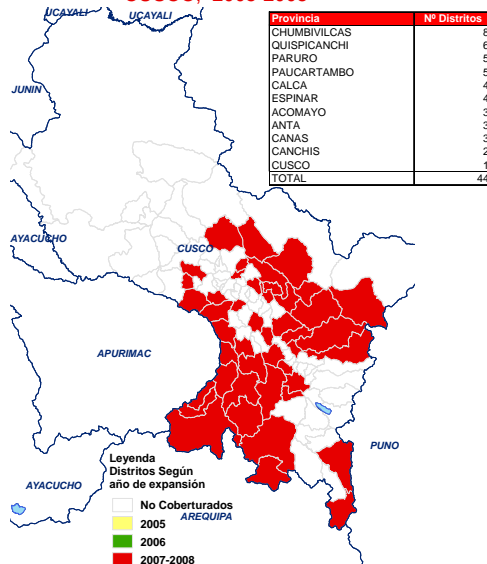 CUSCO,
Provincia Nº Distritos
CHUMBIVILCAS 8
QUISPICANCHI 6
PARURO 5
PAUCARTAMBO 5
CALCA 4
ESPINAR 4
ACOMAYO 3
ANTA 3
CANAS 3
CANCHIS 2
CUSCO 1
TOTAL 44
UCAYALI
UCAYALI
JUNIN
AYACUCHO
CUSCO
APURIMAC
PUNO
AYACUCHO
AREQUIPA
Leyenda
Distritos Según
año de expansión
No Coberturados
2005
2006
2007-2008